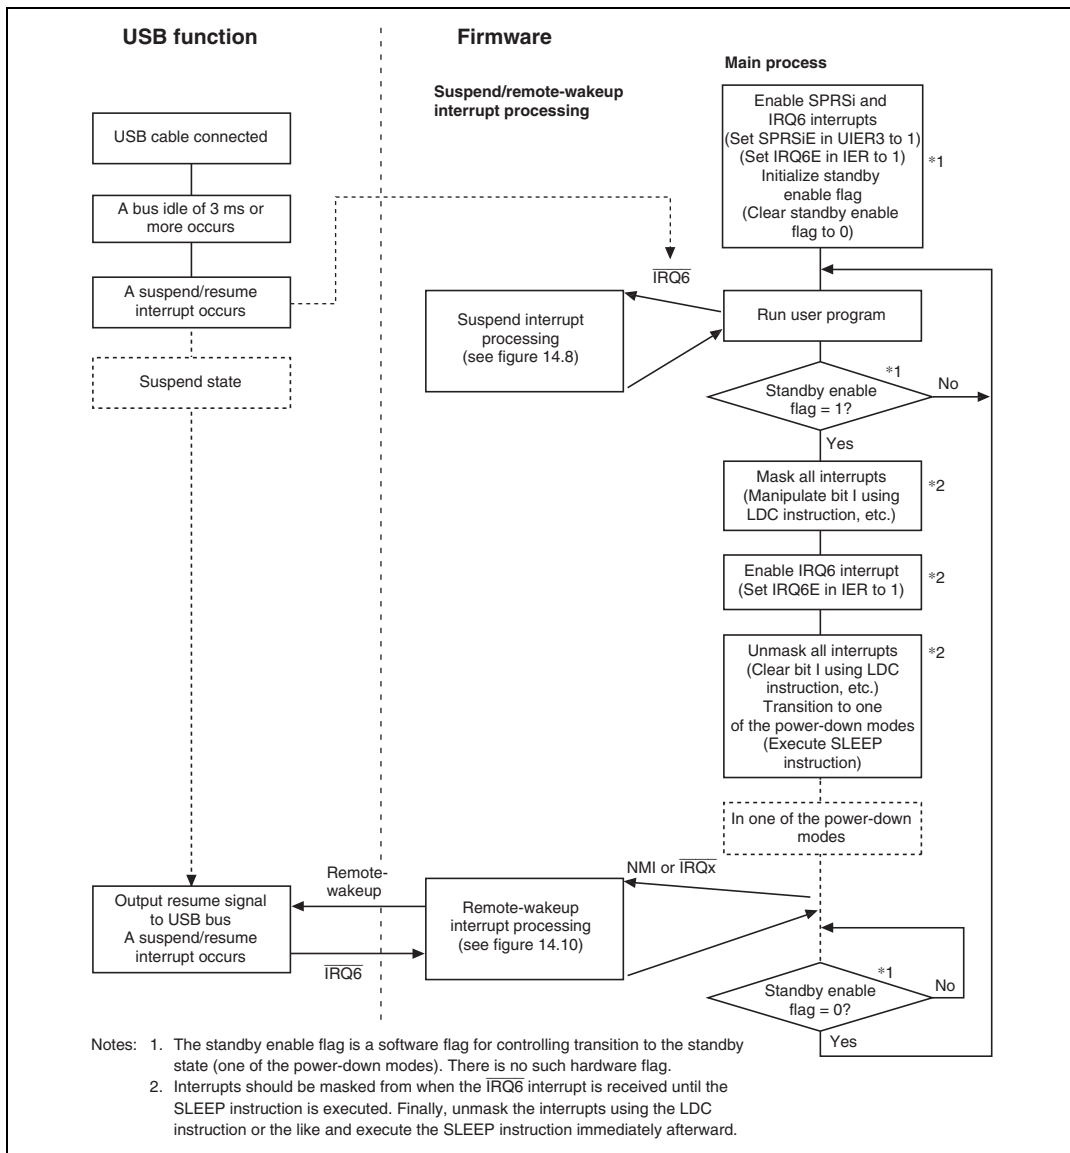 USB function
Firmware
Main process
Suspend/remote-wakeup
interrupt processing
USB cable connected
A bus idle of 3 ms or
more occurs
A suspend/resume
interrupt occurs
Suspend state
Enable SPRSi and
IRQ6 interrupts
(Set SPRSiE in UIER3 to 1)
(Set IRQ6E in IER to 1)
Initialize standby
enable flag
(Clear standby enable
flag to 0)
*1
IRQ6
Suspend interrupt
processing
(see figure 14.8)
Run user program
*1
Standby enable
flag = 1?
No
Yes
Mask all interrupts
(Manipulate bit I using
LDC instruction, etc.)
*2
Enable IRQ6 interrupt
(Set IRQ6E in IER to 1)
*2
Unmask all interrupts
(Clear bit I using LDC
instruction, etc.)
Transition to one
of the power-down modes
(Execute SLEEP
instruction)
*2
In one of the power-down
modes
NMI or IRQx
Remote-
wakeup
Output resume signal
to USB bus
A suspend/resume
interrupt occurs
IRQ6
Remote-wakeup
interrupt processing
(see figure 14.10)
*1
Standby enable
flag = 0?
No
Yes
Notes: 1. The standby enable flag is a software flag for controlling transition to the standby
state (one of the power-down modes). There is no such hardware flag.
2. Interrupts should be masked from when the IRQ6 interrupt is received until the
SLEEP instruction is executed. Finally, unmask the interrupts using the LDC
instruction or the like and execute the SLEEP instruction immediately afterward.